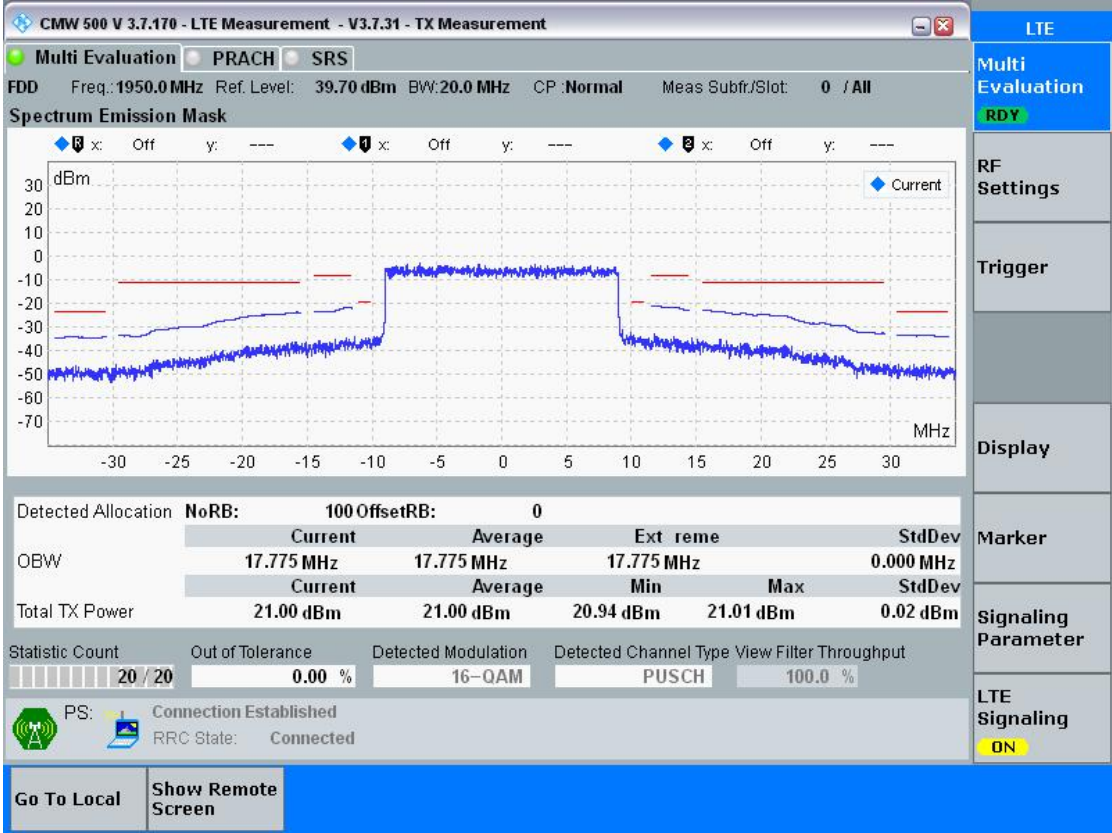 CMW 500 V 3.7.170 - LTE Measurement - V3.7.31 - TX Measurement
LTE
Multi Evaluation PRACH SRS
FDD Freq.:1950.0 MHz Ref. Level: 39.70 dBm BW:20.0 MHz CP :Normal Meas Subfr./Slot: 0 / All
Spectrum Emission Mask
R x: Off y: --- 1 x: Off y: --- 2 x: Off y: ---
dBm
Current
30
20
10
0
-10
-20
-30
-40
-50
-60
-70
MHz
-30 -25 -20 -15 -10 -5 0 5 10 15 20 25 30
Detected Allocation NoRB: 100 OffsetRB: 0
Current Average Ext reme StdDev
OBW 17.775 MHz 17.775 MHz 17.775 MHz 0.000 MHz
Current Average Min Max StdDev
Total TX Power 21.00 dBm 21.00 dBm 20.94 dBm 21.01 dBm 0.02 dBm
Statistic Count Out of Tolerance Detected Modulation Detected Channel Type View Filter Throughput
20 / 20 0.00 % 16-QAM PUSCH 100.0 %
PS: Connection Established
RRC State: Connected
Multi
Evaluation
RDY
RF
Settings
Trigger
Display
Marker
Signaling
Parameter
LTE
Signaling
ON
Go To Local
Show Remote
Screen